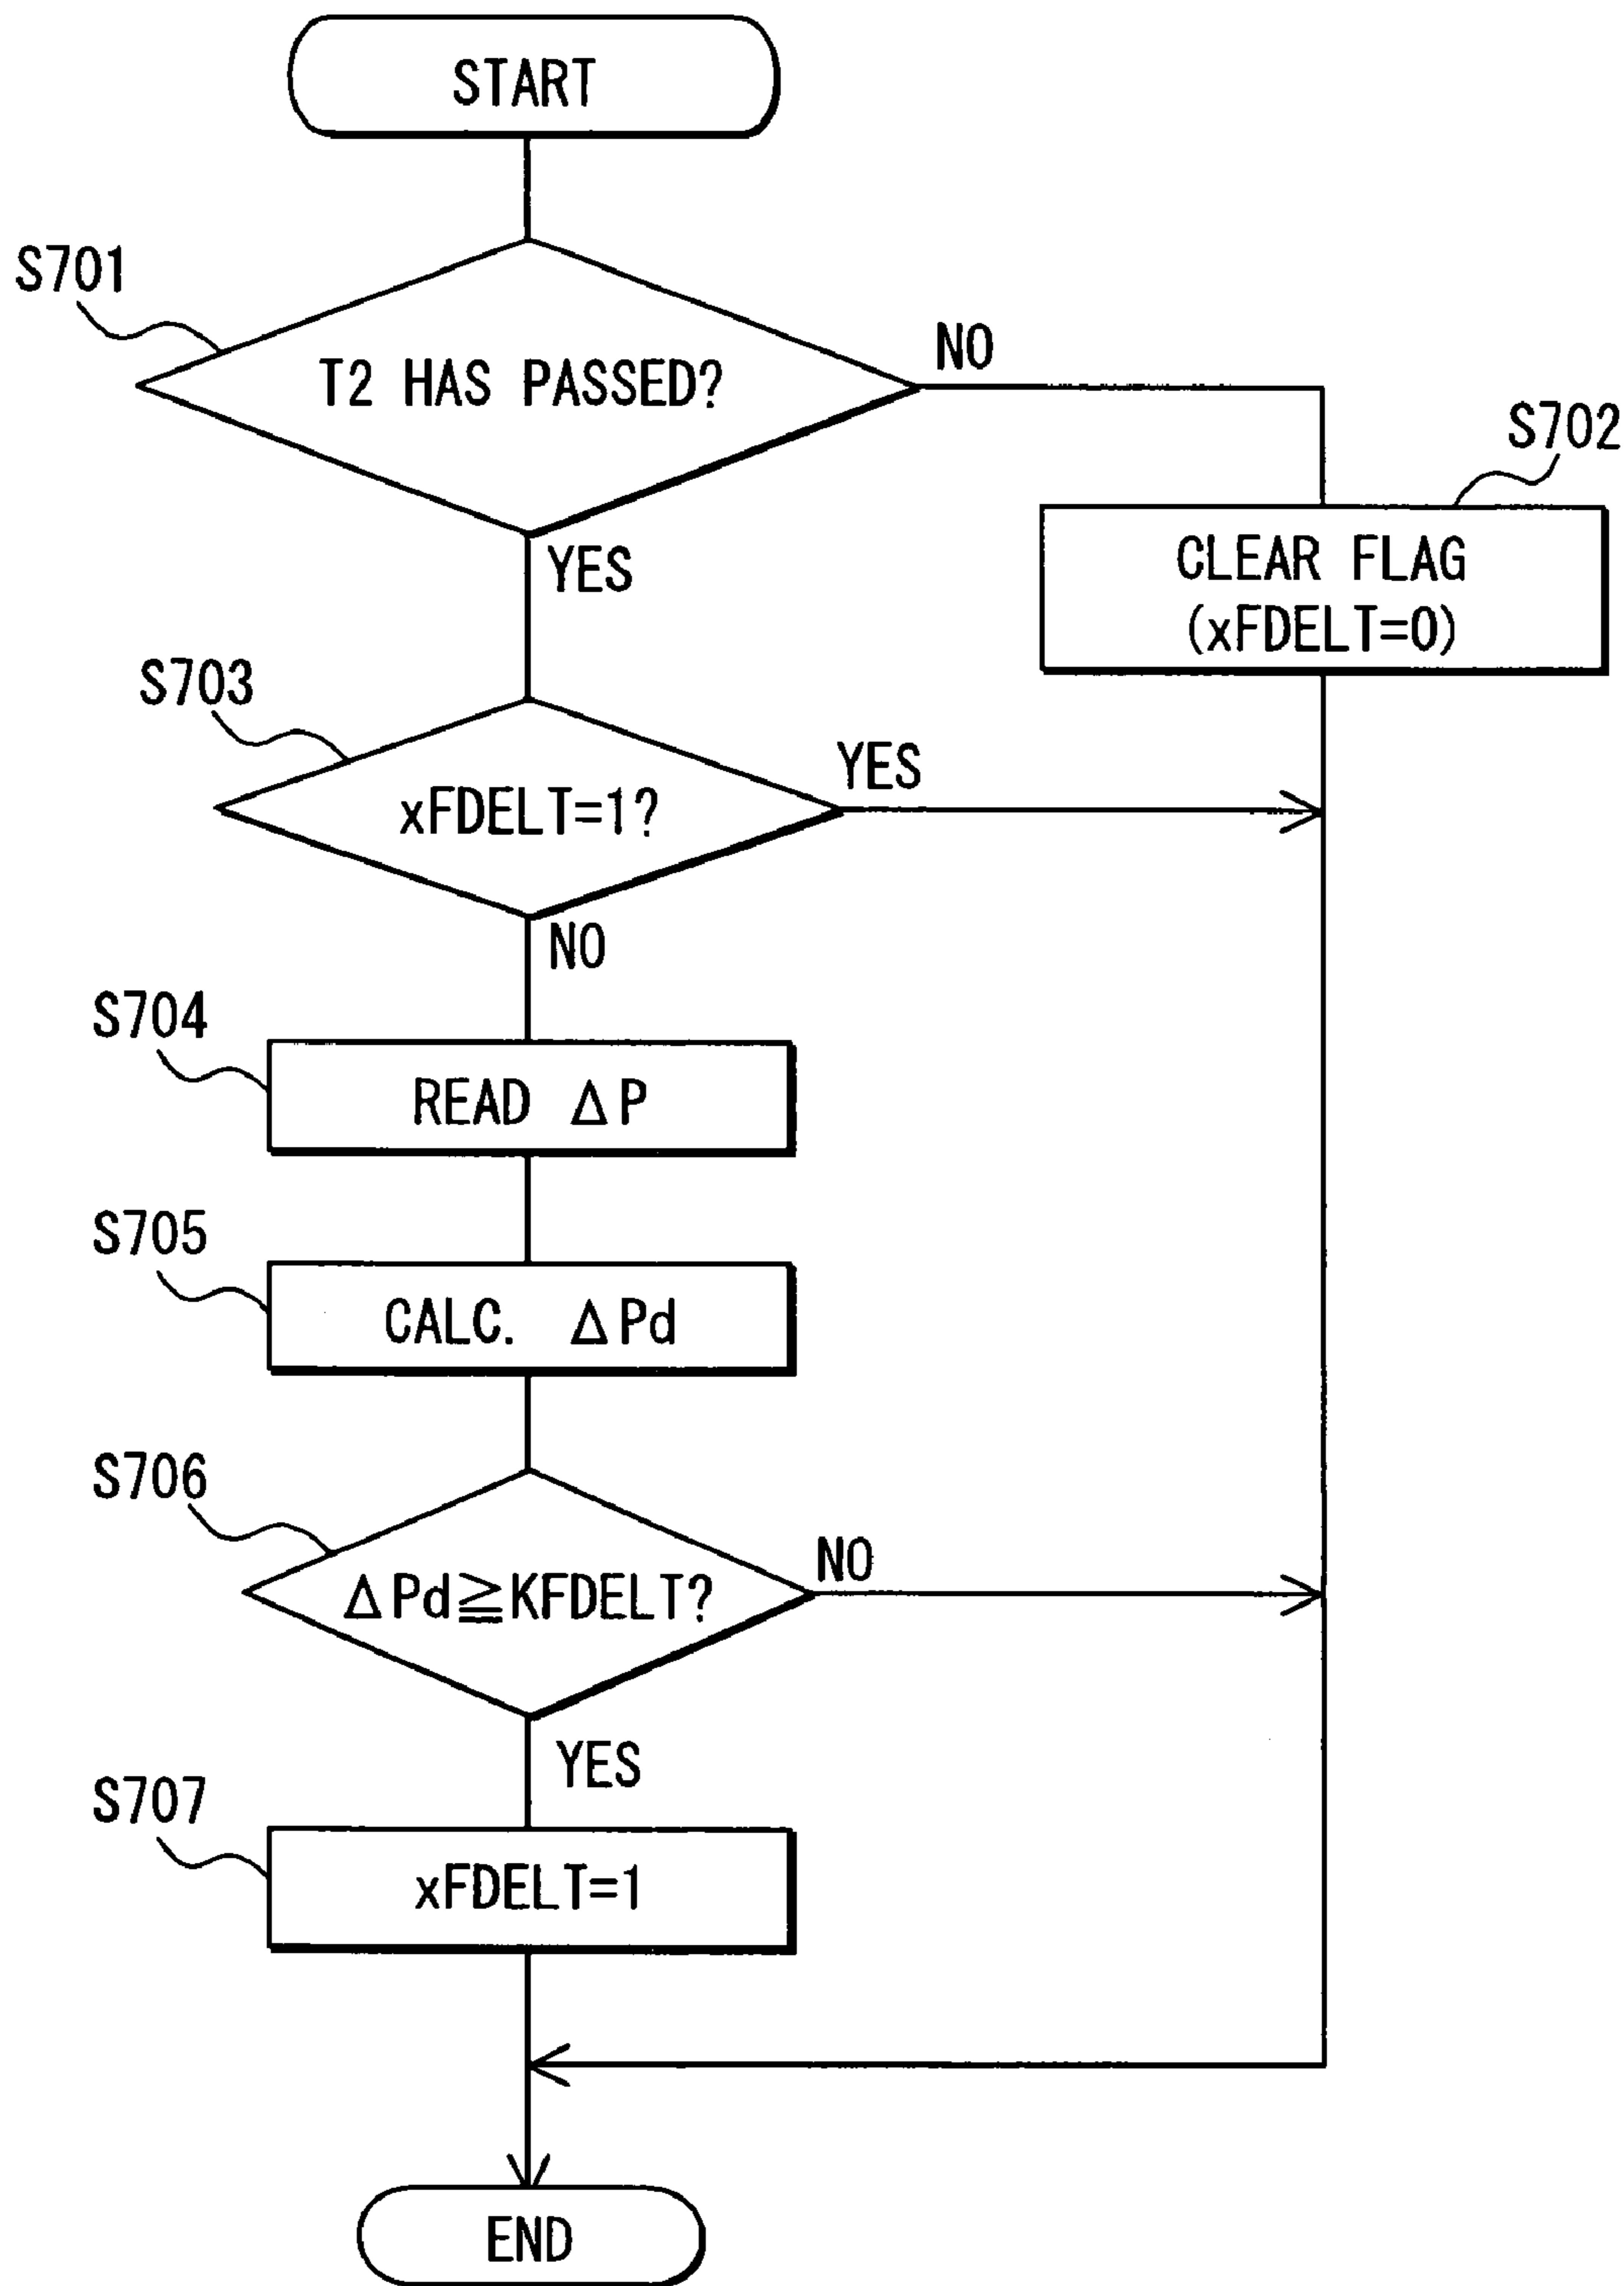 START
S701
T2 HAS PASSED?
NO
S702
CLEAR FLAG
(xFDELT=0)
YES
S703
xFDELT=1?
YES
NO
S704
READ ΔP
S705
CALC. ΔPd
S706
ΔPd≧KFDELT?
NO
YES
S707
xFDELT=1
END